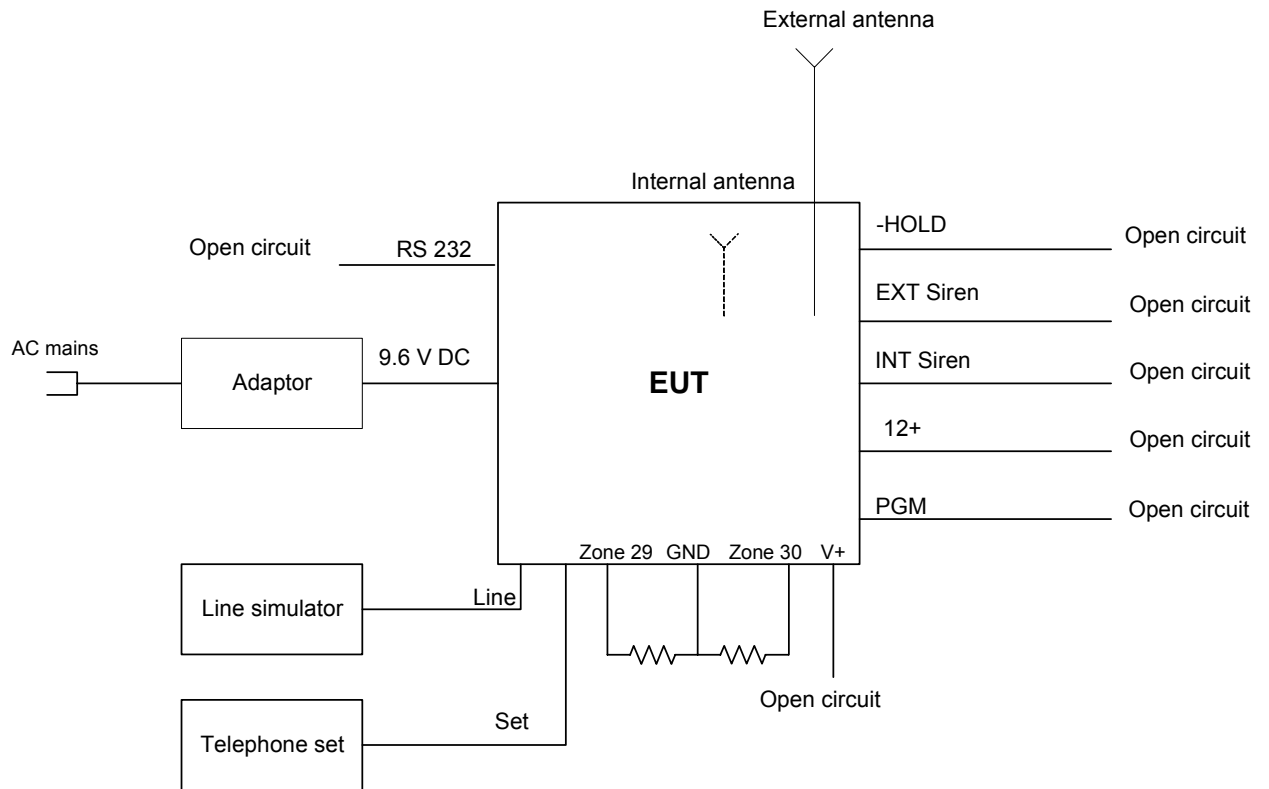 External antenna
Internal antenna
Open circuit
RS 232
-HOLD
Open circuit
EXT Siren
Open circuit
AC mains
Adaptor
9.6 V DC
EUT
INT Siren
Open circuit
12+
Open circuit
PGM
Open circuit
Zone 29
GND
Zone 30
V+
Line simulator
Line
Open circuit
Telephone set
Set